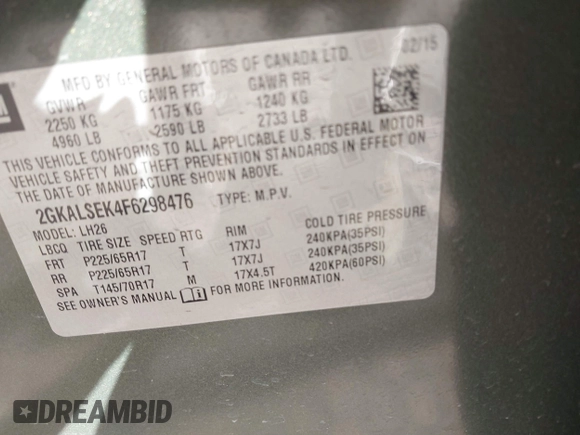 GM
MFD BY GENERAL MOTORS OF CANADA LTD. 02/15
GVWR GAWR FRT GAWR RR
2250 KG 1175 KG 1240 KG
4960 LB 2590 LB 2733 LB
THIS VEHICLE CONFORMS TO ALL APPLICABLE U.S. FEDERAL MOTOR
VEHICLE SAFETY AND THEFT PREVENTION STANDARDS IN EFFECT ON
THE DATE OF MANUFACTURE SHOWN ABOVE.
2GKALSEK4F6298476 TYPE: M.P.V.
MODEL: LH26
LBCQ TIRE SIZE SPEED RTG RIM COLD TIRE PRESSURE
FRT P225/65R17 T 17X7J 240KPA(35PSI)
RR P225/65R17 T 17X7J 240KPA(35PSI)
SPA T145/70R17 M 17X4.5T 420KPA(60PSI)
SEE OWNER'S MANUAL FOR MORE INFORMATION.
DREAMBID